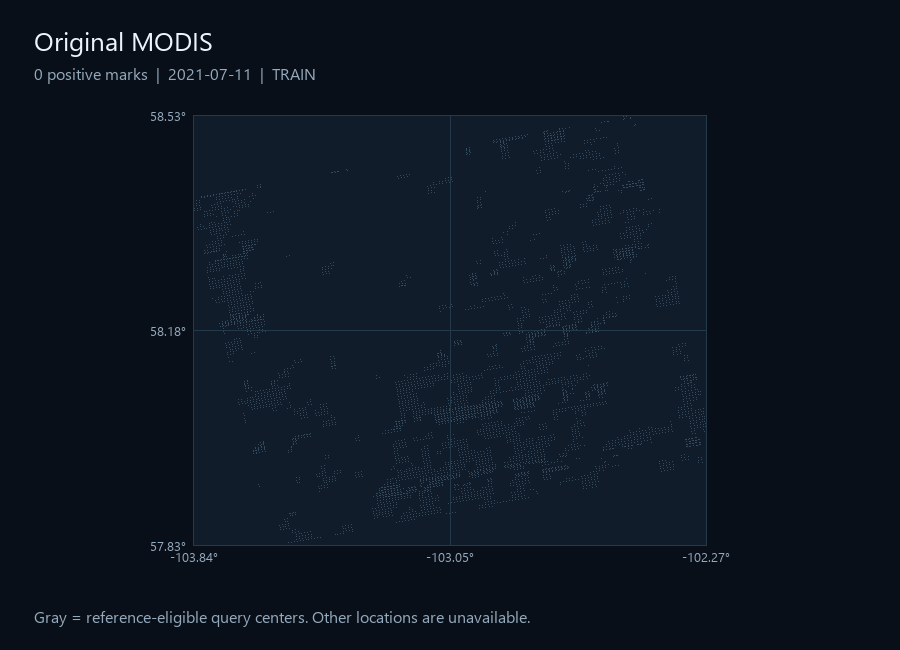 Original MODIS
0 positive marks | 2021-07-11 | TRAIN
58.53°
58.18°
57.83°
-103.84°
-103.05°
-102.27°
Gray = reference-eligible query centers. Other locations are unavailable.